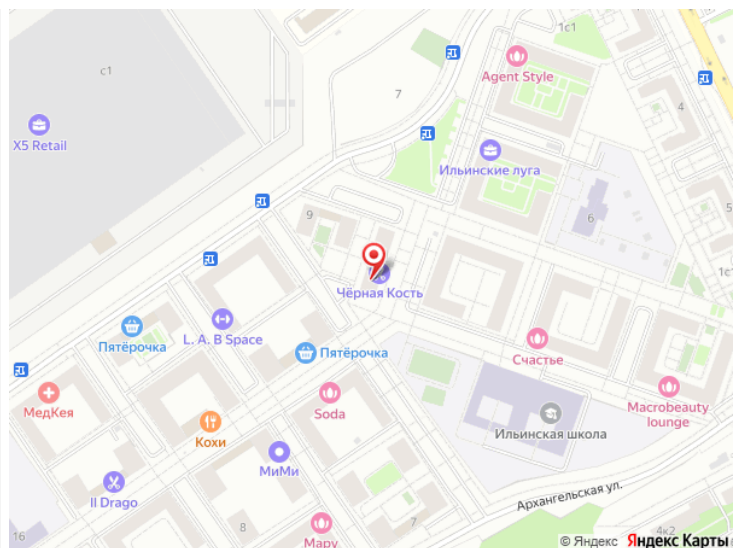 1с1
с1
Agent Style
7
4
X5 Retail
Ильинские луга
5
9
6
1с1
Чёрная Кость
L. A. B Space
Пятёрочка
Пятёрочка
Счастье
МедКея
Soda
Macrobeauty
lounge
Кохи
Ильинская школа
МиМи
Il Drago
Архангельская ул.
16
8
7
4к2
Мару
© Яндекс Яндекс Карты